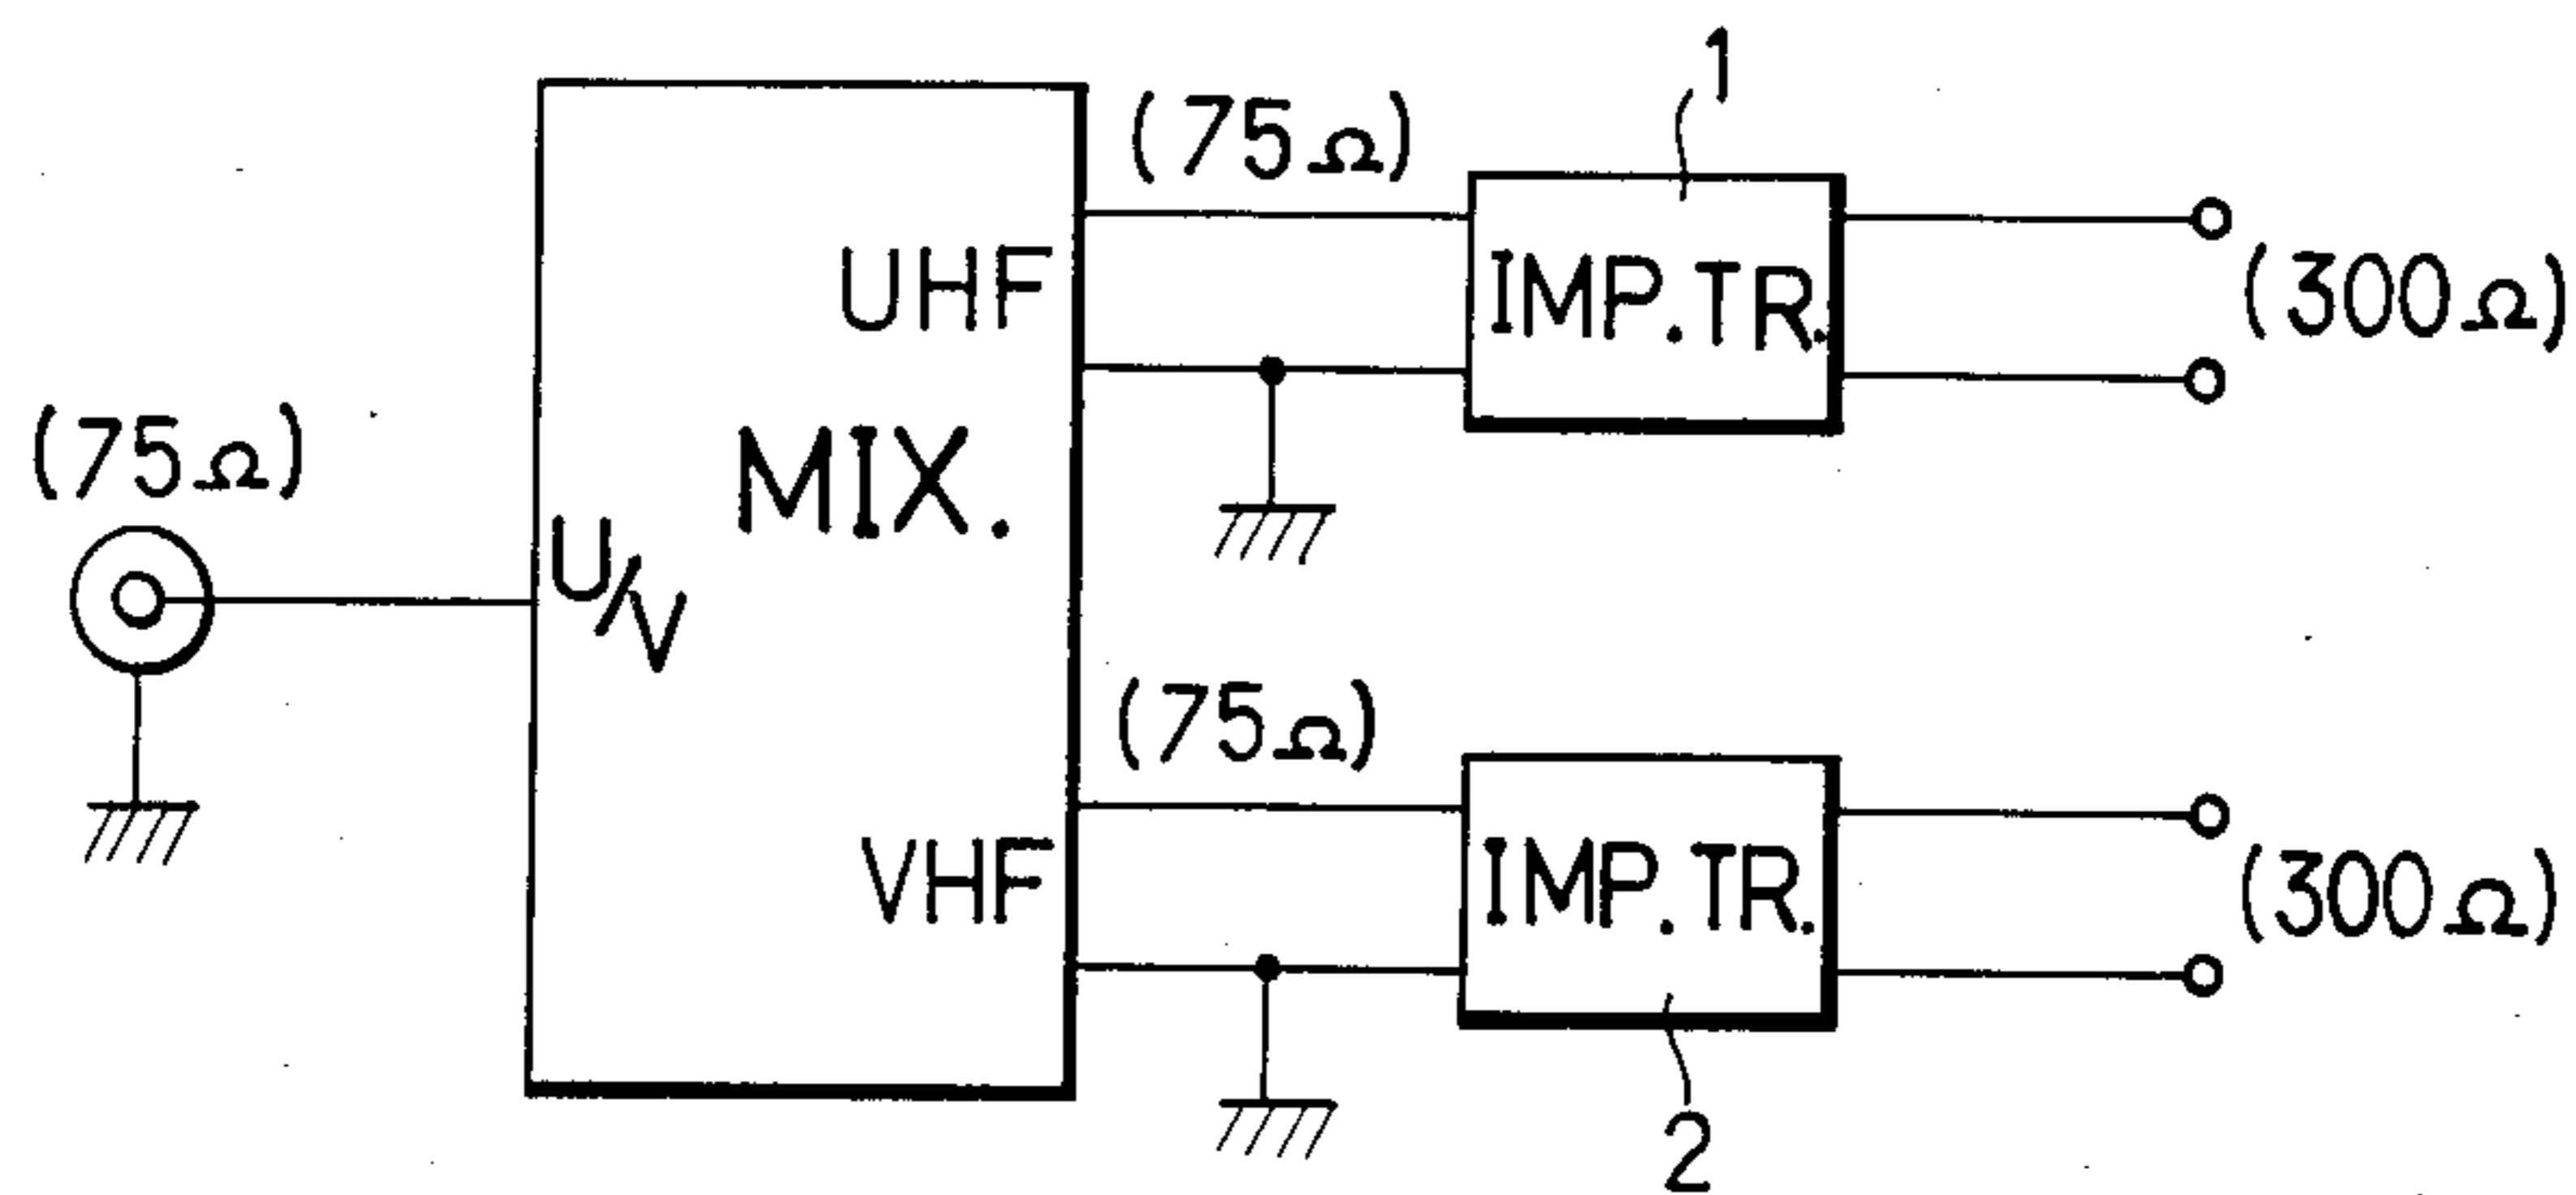 1
(75Ω)
UHF
IMP.TR.
(300Ω)
(75Ω)
MIX.
U/V
(75Ω)
VHF
IMP.TR.
(300Ω)
2